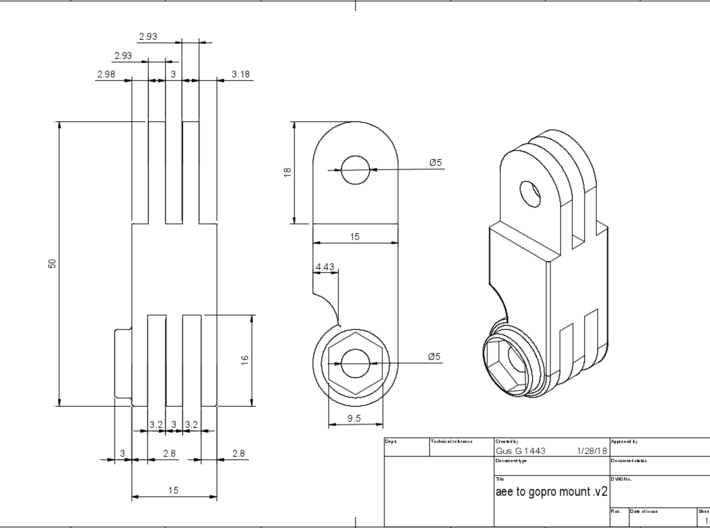 2.93
2.93
2.98
3
3.18
50
16
3.2
3
3.2
3
2.8
2.8
15
18
Ø5
15
4.43
Ø5
9.5
Dept.
Technical reference
Created by
Approved by
Gus G 1443
1/28/18
Document type
Document status
Title
DWG No.
aee to gopro mount .v2
Rev.
Date of issue
Shee
1